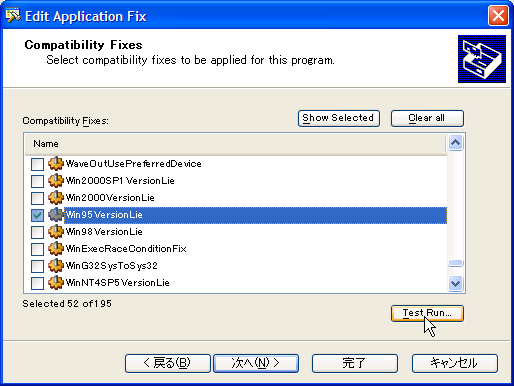 Edit Application Fix
Compatibility Fixes
Select compatibility fixes to be applied for this program.
Compatibility Fixes:
Show Selected
Clear all
Name
WaveOutUsePreferredDevice
Win2000SP1VersionLie
Win2000VersionLie
Win95VersionLie
Win98VersionLie
WinExecRaceConditionFix
WinG32SysToSys32
WinNT4SP5VersionLie
Selected 52 of 195
Test Run...
< 戻る(B)
次へ(N) >
完了
キャンセル